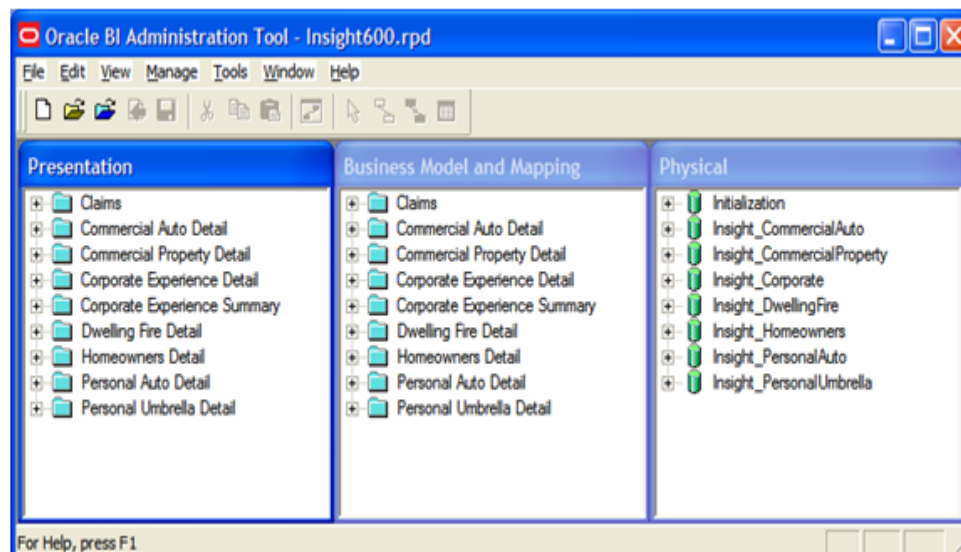 Oracle BI Administration Tool - Insight600.rpd
File Edit View Manage Tools Window Help
Presentation
Claims
Commercial Auto Detail
Commercial Property Detail
Corporate Experience Detail
Corporate Experience Summary
Dwelling Fire Detail
Homeowners Detail
Personal Auto Detail
Personal Umbrella Detail
Business Model and Mapping
Claims
Commercial Auto Detail
Commercial Property Detail
Corporate Experience Detail
Corporate Experience Summary
Dwelling Fire Detail
Homeowners Detail
Personal Auto Detail
Personal Umbrella Detail
Physical
Initialization
Insight_CommercialAuto
Insight_CommercialProperty
Insight_Corporate
Insight_DwellingFire
Insight_Homeowners
Insight_PersonalAuto
Insight_PersonalUmbrella
For Help, press F1